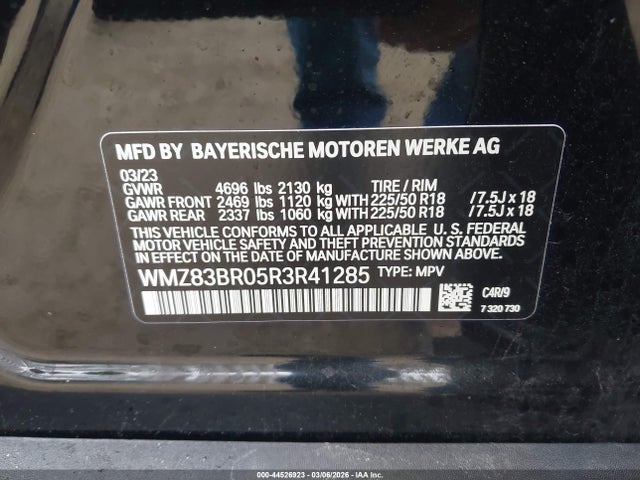 MFD BY BAYERISCHE MOTOREN WERKE AG
03/23
GVWR 4696 lbs 2130 kg TIRE / RIM
GAWR FRONT 2469 lbs 1120 kg WITH 225/50 R18 /7.5J x 18
GAWR REAR 2337 lbs 1060 kg WITH 225/50 R18 /7.5J x 18
THIS VEHICLE CONFORMS TO ALL APPLICABLE U.S. FEDERAL
MOTOR VEHICLE SAFETY, BUMPER, AND THEFT PREVENTION STANDARDS
IN EFFECT ON THE DATE OF MANUFACTURE SHOWN ABOVE.
WMZ83BR05R3R41285 TYPE: MPV
C4R/9
7 320 730
000-44526923 - 03/06/2026 - IAA Inc.